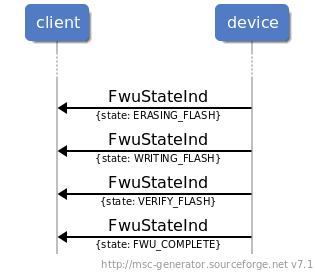 client device
FwuStateInd
{state: ERASING_FLASH}
FwuStateInd
{state: WRITING_FLASH}
FwuStateInd
{state: VERIFY_FLASH}
FwuStateInd
{state: FWU_COMPLETE}
http://msc-generator.sourceforge.net v7.1